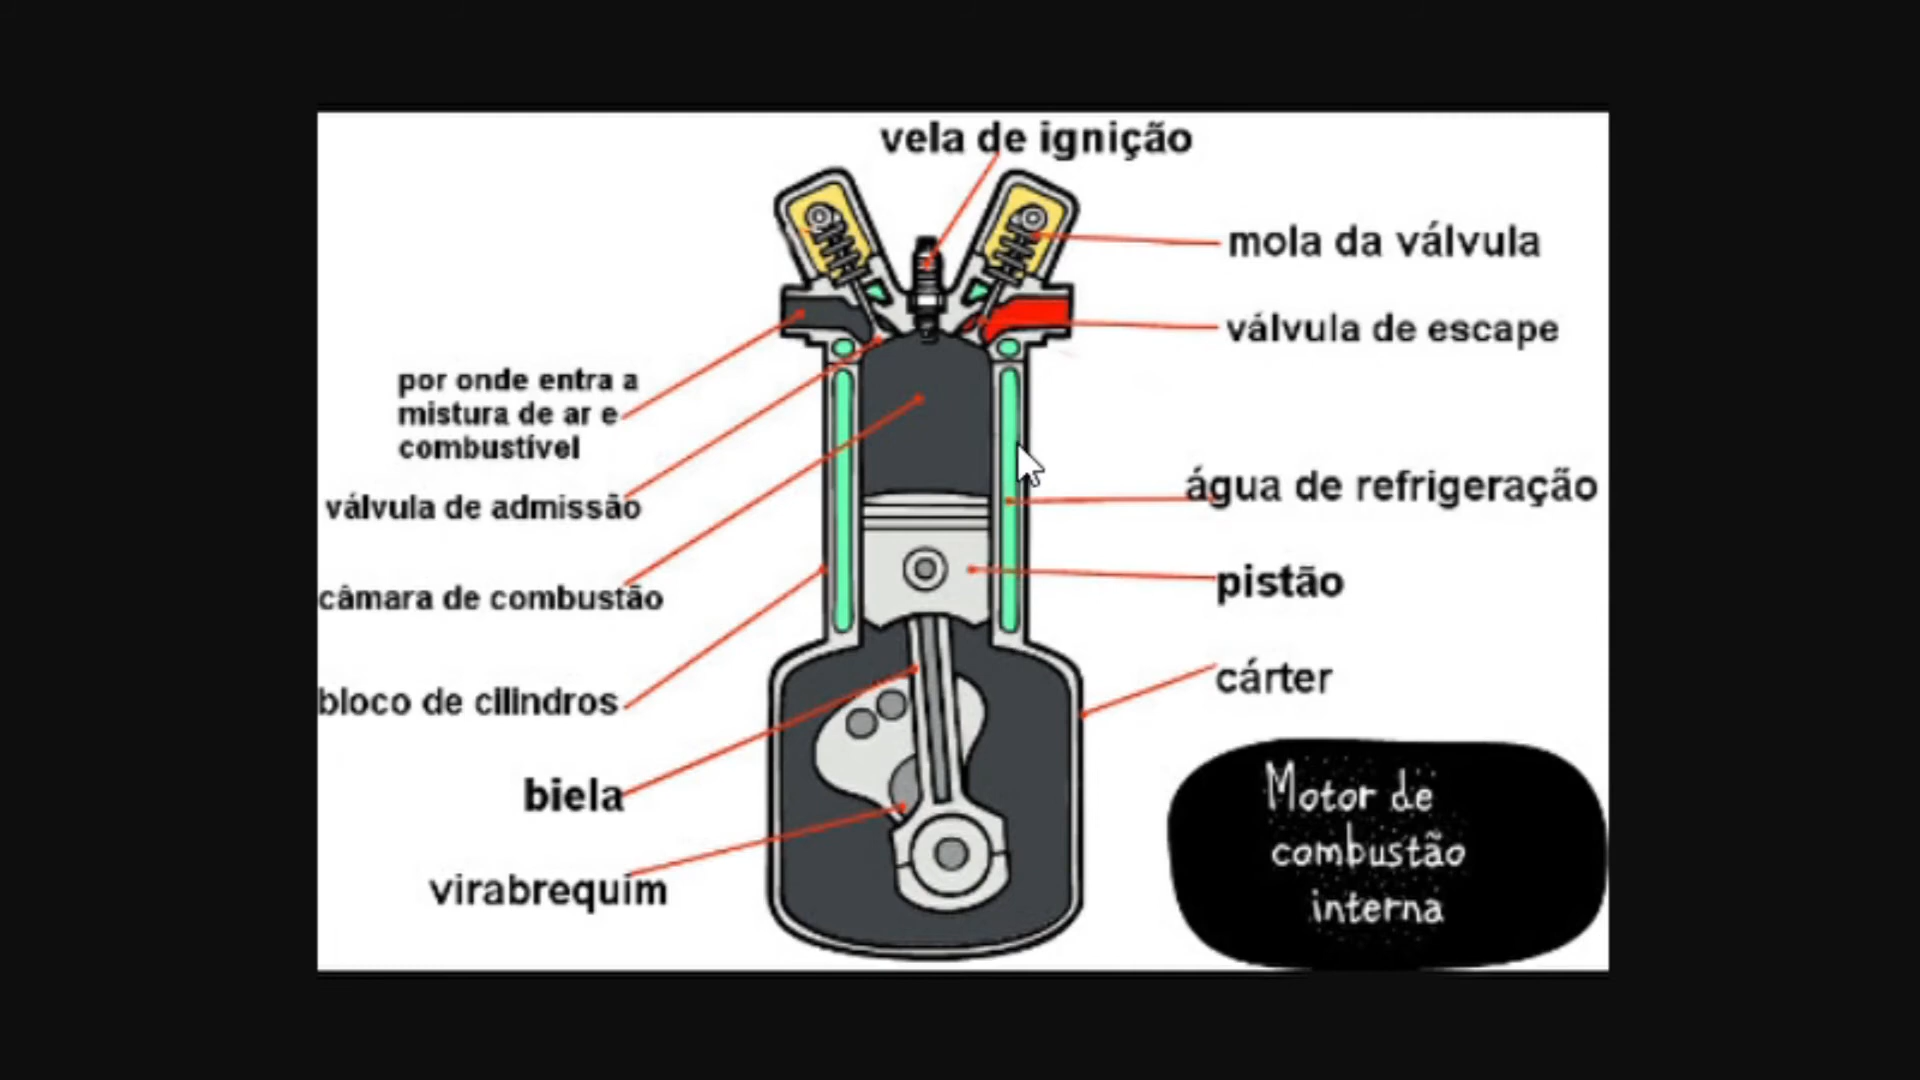 vela de ignição
mola da válvula
válvula de escape
por onde entra a
mistura de ar e
combustível
válvula de admissão
água de refrigeração
câmara de combustão
pistão
cárter
bloco de cilindros
biela
virabrequim
Motor de
combustão
interna